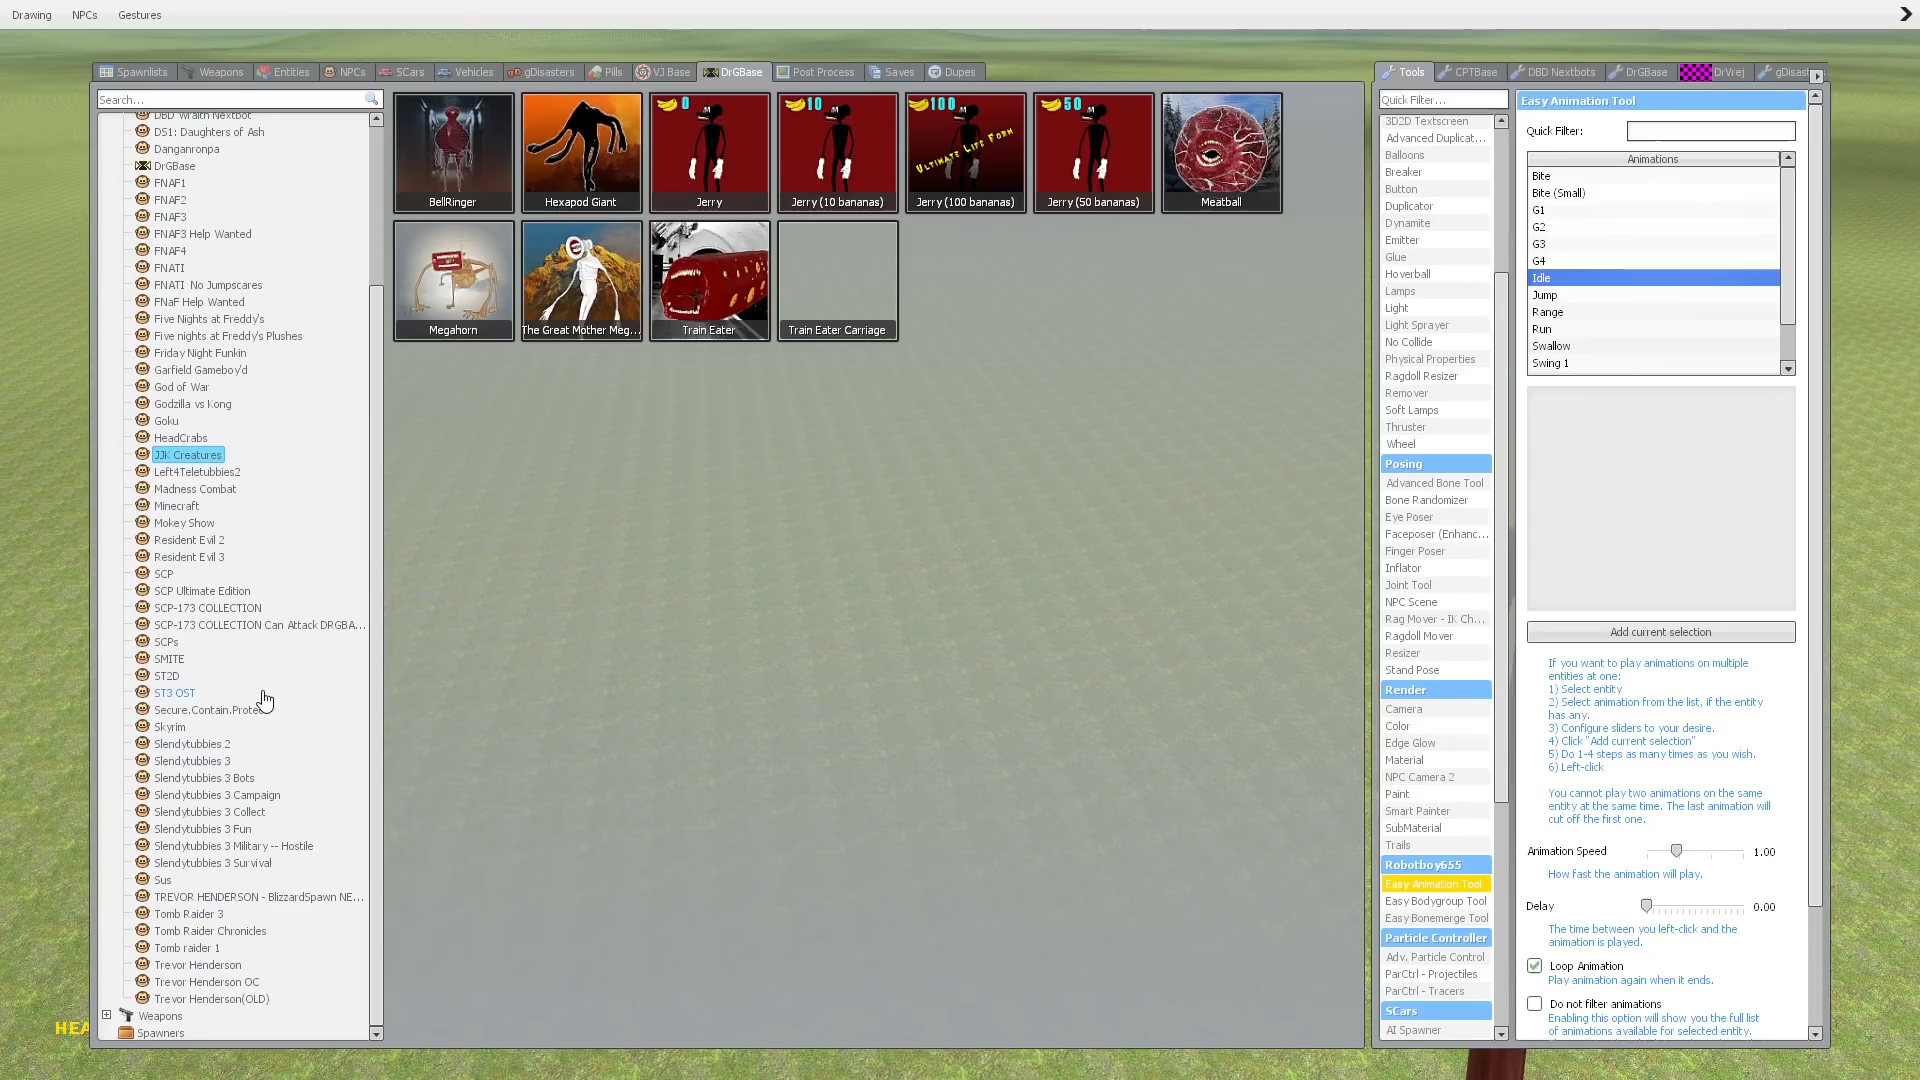 Drawing NPCs Gestures
Spawnlists Weapons Entities NPCs SCars Vehicles gDisasters Pills VJ Base DrGBase Post Process Saves Dupes
Search...
DBD Wraith Nextbot
DS1: Daughters of Ash
Danganronpa
DrGBase
FNAF1
FNAF2
FNAF3
FNAF3 Help Wanted
FNAF4
FNATI
FNATI No Jumpscares
FNaF Help Wanted
Five Nights at Freddy's
Five nights at Freddy's Plushes
Friday Night Funkin
Garfield Gameboy'd
God of War
Godzilla vs Kong
Goku
HeadCrabs
JJK Creatures
Left4Teletubbies2
Madness Combat
Minecraft
Mokey Show
Resident Evil 2
Resident Evil 3
SCP
SCP Ultimate Edition
SCP-173 COLLECTION
SCP-173 COLLECTION Can Attack DRGBA...
SCPs
SMITE
ST2D
ST3 OST
Secure.Contain.Protec
Skyrim
Slendytubbies 2
Slendytubbies 3
Slendytubbies 3 Bots
Slendytubbies 3 Campaign
Slendytubbies 3 Collect
Slendytubbies 3 Fun
Slendytubbies 3 Military -- Hostile
Slendytubbies 3 Survival
Sus
TREVOR HENDERSON - BlizzardSpawn NE...
Tomb Raider 3
Tomb Raider Chronicles
Tomb raider 1
Trevor Henderson
Trevor Henderson OC
Trevor Henderson(OLD)
Weapons
Spawners
HEA
0 10 100 50
Ultimate Life Form
BellRinger Hexapod Giant Jerry Jerry (10 bananas) Jerry (100 bananas) Jerry (50 bananas) Meatball
Megahorn The Great Mother Meg... Train Eater Train Eater Carriage
Tools CPTBase DBD Nextbots DrGBase DrVrej gDisast
Quick Filter...
3D2D Textscreen
Advanced Duplicat...
Balloons
Breaker
Button
Duplicator
Dynamite
Emitter
Glue
Hoverball
Lamps
Light
Light Sprayer
No Collide
Physical Properties
Ragdoll Resizer
Remover
Soft Lamps
Thruster
Wheel
Posing
Advanced Bone Tool
Bone Randomizer
Eye Poser
Faceposer (Enhanc...
Finger Poser
Inflator
Joint Tool
NPC Scene
Rag Mover - IK Ch...
Ragdoll Mover
Resizer
Stand Pose
Render
Camera
Color
Edge Glow
Material
NPC Camera 2
Paint
Smart Painter
SubMaterial
Trails
Robotboy655
Easy Animation Tool
Easy Bodygroup Tool
Easy Bonemerge Tool
Particle Controller
Adv. Particle Control
ParCtrl - Projectiles
ParCtrl - Tracers
SCars
AI Spawner
Easy Animation Tool
Quick Filter:
Animations
Bite
Bite (Small)
G1
G2
G3
G4
Idle
Jump
Range
Run
Swallow
Swing 1
Add current selection
If you want to play animations on multiple
entities at one:
1) Select entity
2) Select animation from the list, if the entity
has any.
3) Configure sliders to your desire.
4) Click "Add current selection"
5) Do 1-4 steps as many times as you wish.
6) Left-click
You cannot play two animations on the same
entity at the same time. The last animation will
cut off the first one.
Animation Speed 1.00
How fast the animation will play.
Delay 0.00
The time between you left-click and the
animation is played.
Loop Animation
Play animation again when it ends.
Do not filter animations
Enabling this option will show you the full list
of animations available for selected entity.